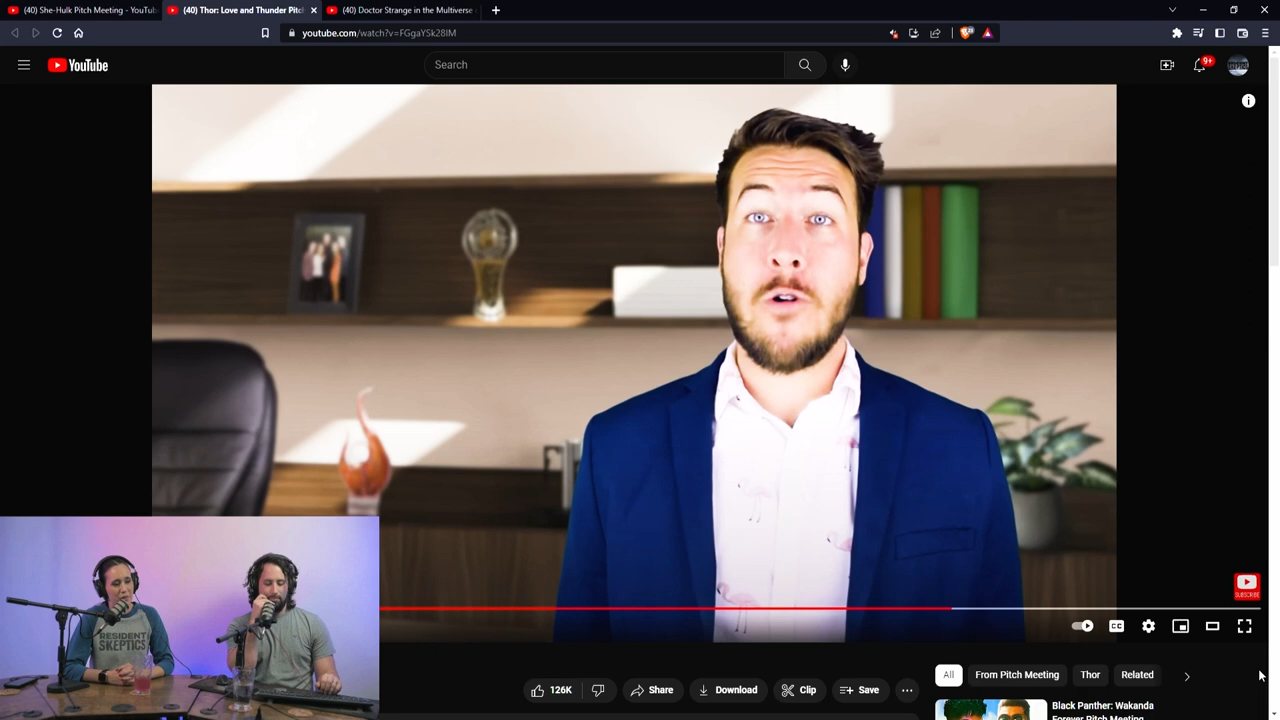 (40) She-Hulk Pitch Meeting - YouTub
(40) Thor: Love and Thunder Pitc
(40) Doctor Strange in the Multiverse
youtube.com/watch?v=FGgaYSk28IM
YouTube
Search
9+
SUBSCRIBE
CC
RESIDENT
SKEPTICS
126K
Share
Download
Clip
Save
All
From Pitch Meeting
Thor
Related
Black Panther: Wakanda
Forever Pitch Meeting